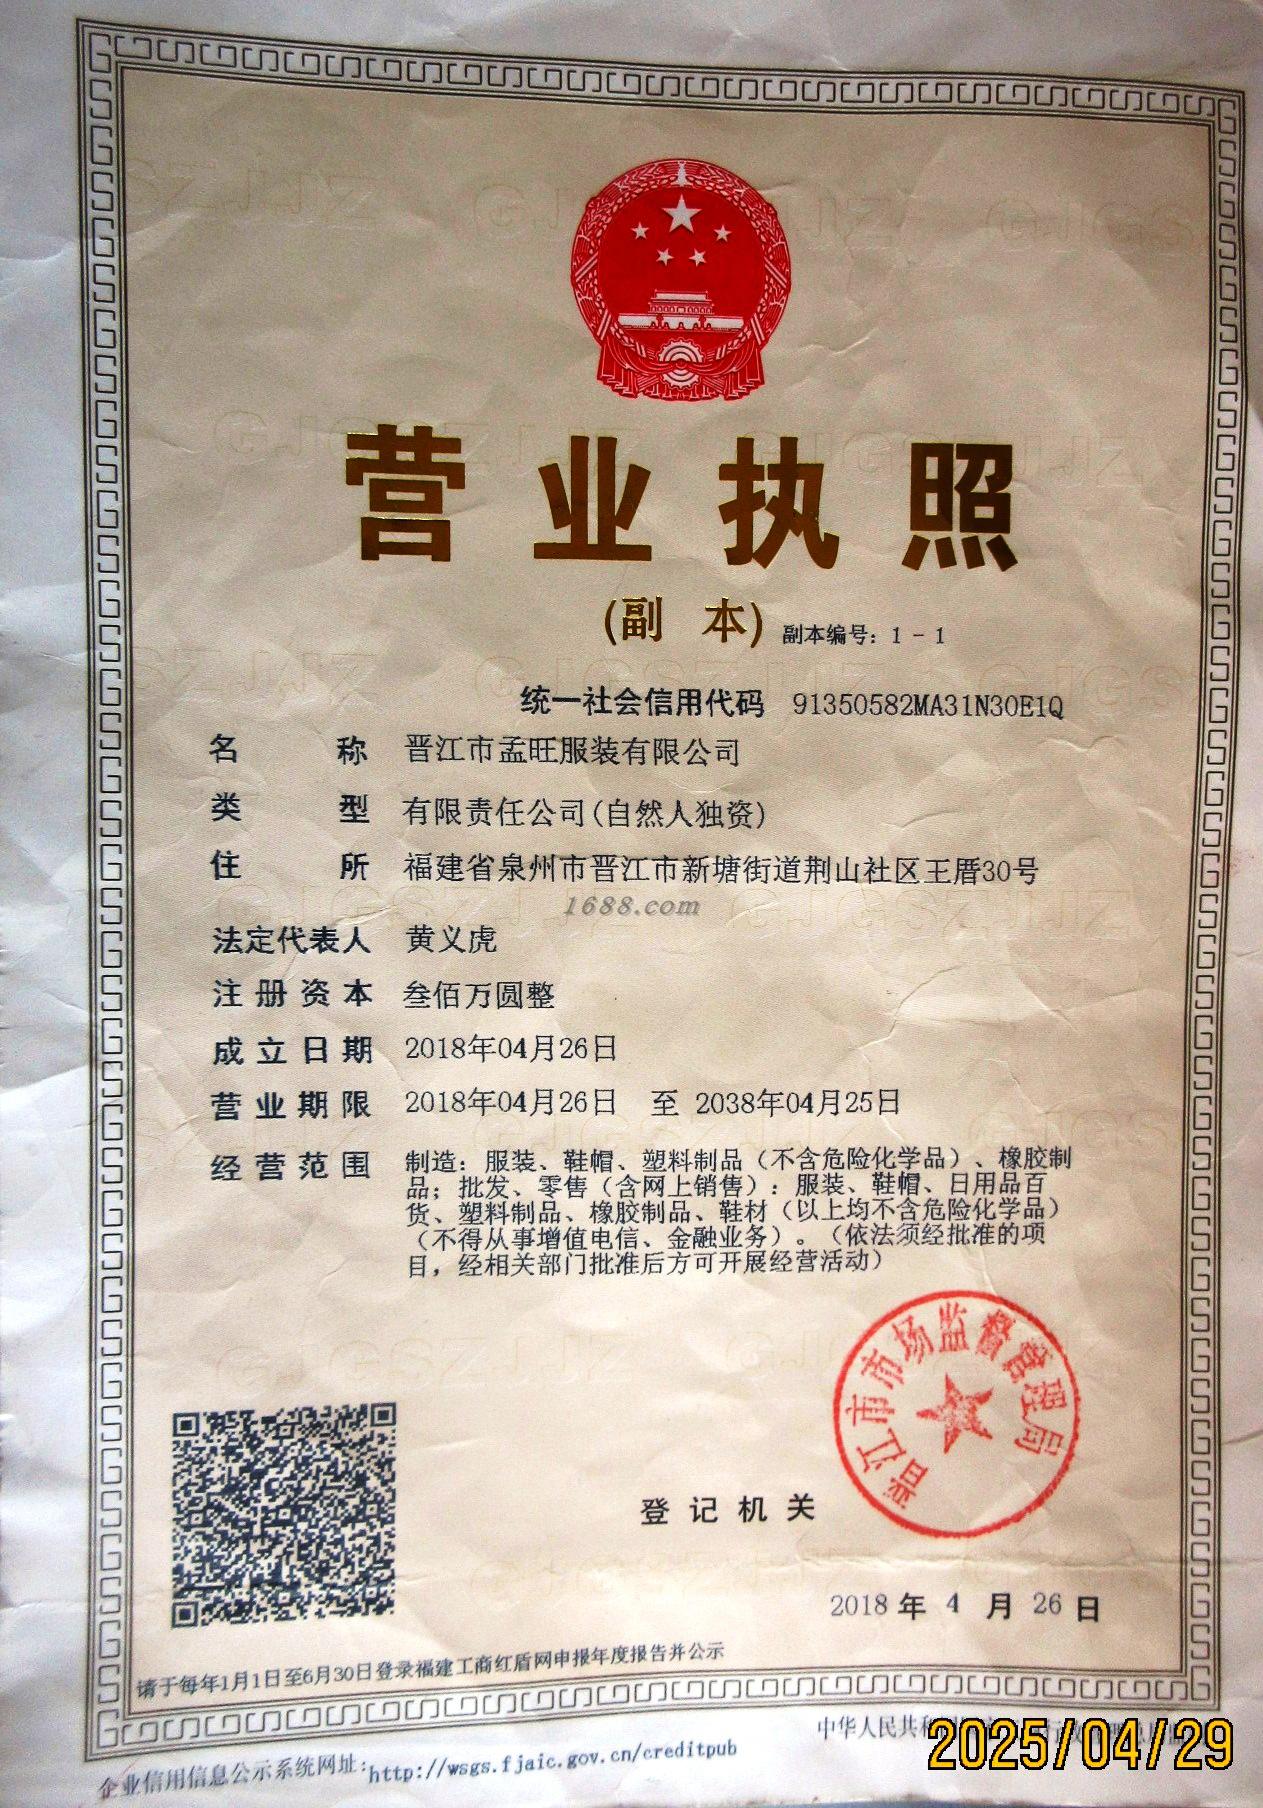 营业执照
(副 本) 副本编号：1－1
统一社会信用代码 91350582MA31N30E1Q
名称 晋江市孟旺服装有限公司
类型 有限责任公司(自然人独资)
住所 福建省泉州市晋江市新塘街道荆山社区王厝30号
1688.com
法定代表人 黄义虎
注册资本 叁佰万圆整
成立日期 2018年04月26日
营业期限 2018年04月26日 至 2038年04月25日
经营范围 制造：服装、鞋帽、塑料制品（不含危险化学品）、橡胶制
品；批发、零售（含网上销售）：服装、鞋帽、日用品百
货、塑料制品、橡胶制品、鞋材（以上均不含危险化学品）
（不得从事增值电信、金融业务）。（依法须经批准的项
目，经相关部门批准后方可开展经营活动）
晋江市市场监督管理局
登记机关
2018 年 4 月 26 日
请于每年1月1日至6月30日登录福建工商红盾网申报年度报告并公示
企业信用信息公示系统网址：http://wsgs.fjaic.gov.cn/creditpub
中华人民共和
2025/04/29